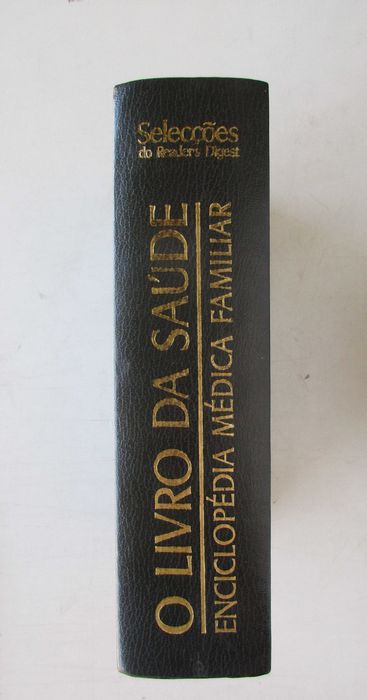 Selecções
do Reader's Digest
O LIVRO DA SAÚDE
ENCICLOPÉDIA MÉDICA FAMILIAR